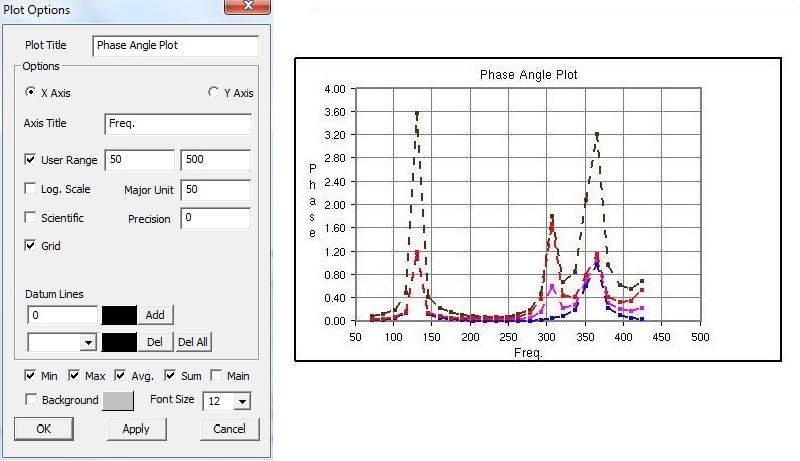 Plot Options
Plot Title Phase Angle Plot
Options
X Axis Y Axis
Axis Title Freq.
User Range 50 500
Log. Scale Major Unit 50
Scientific Precision 0
Grid
Datum Lines
0 Add
Del Del All
Min Max Avg. Sum Main
Background Font Size 12
OK Apply Cancel
Phase Angle Plot
Phase
4.00
3.60
3.20
2.80
2.40
2.00
1.60
1.20
0.80
0.40
0.00
50 100 150 200 250 300 350 400 450 500
Freq.